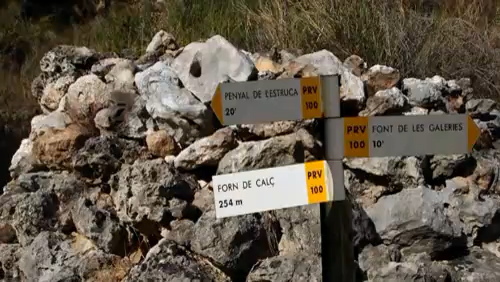 PENYAL DE L'ESTRUCA PRV
20' 100
PRV FONT DE LES GALERIES
100 10'
FORN DE CALÇ PRV
254 m 100